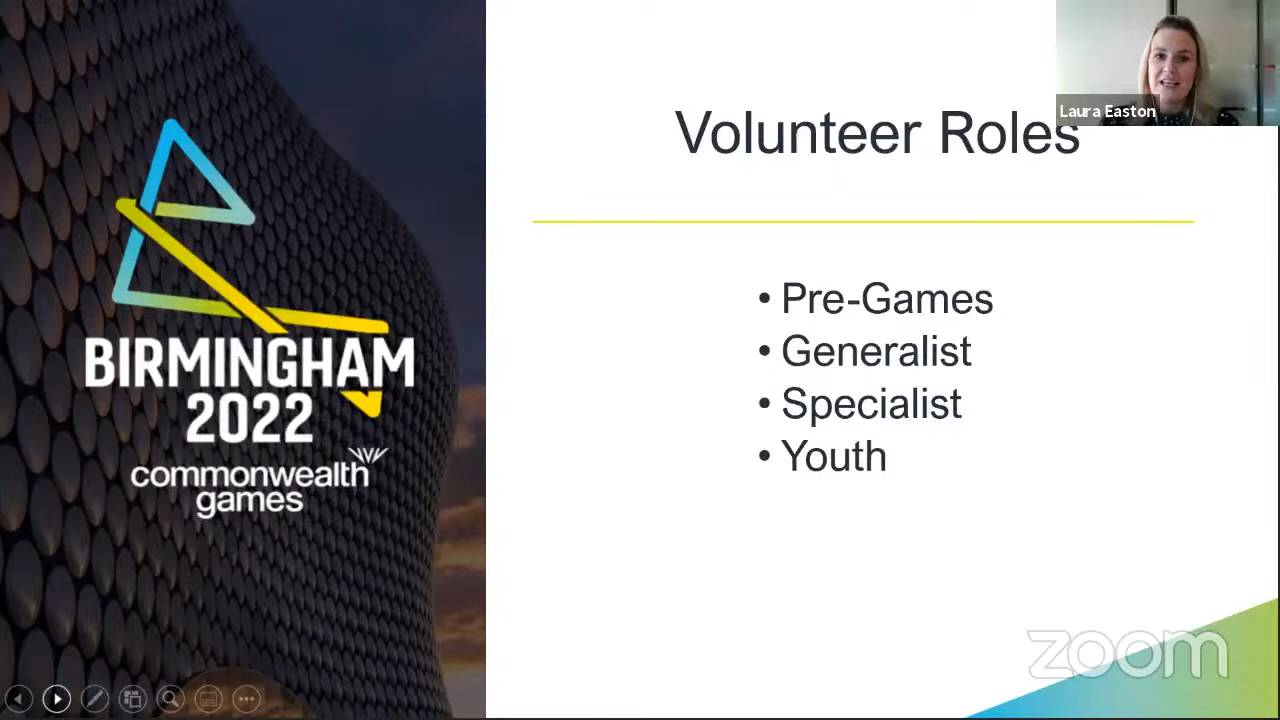 Laura Easton
Volunteer Roles
• Pre-Games
• Generalist
• Specialist
• Youth
BIRMINGHAM
2022
commonwealth
games
zoom